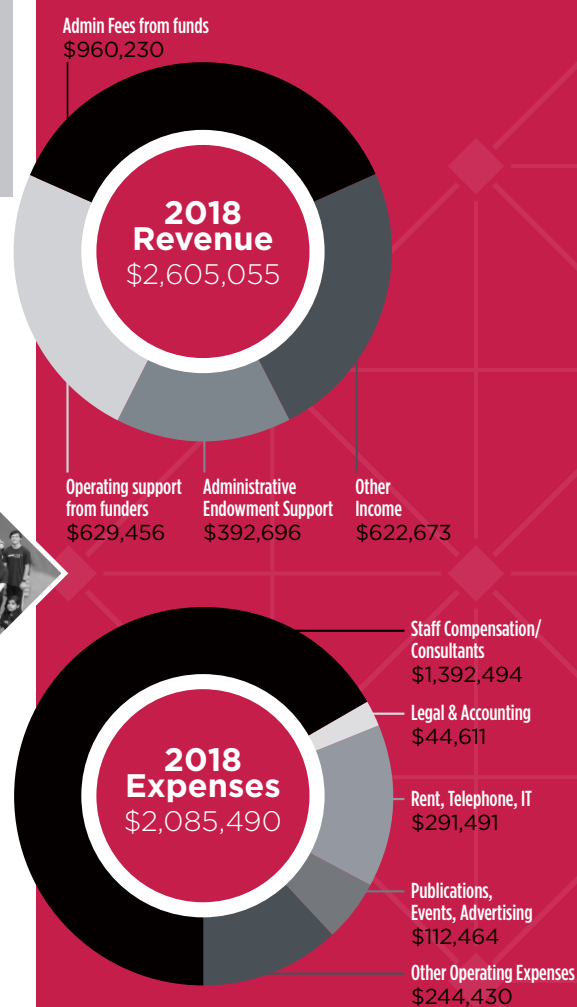 Admin Fees from funds
$960,230
2018
Revenue
$2,605,055
Operating support
from funders
$629,456
Administrative
Endowment Support
$392,696
Other
Income
$622,673
2018
Expenses
$2,085,490
Staff Compensation/
Consultants
$1,392,494
Legal & Accounting
$44,611
Rent, Telephone, IT
$291,491
Publications,
Events, Advertising
$112,464
Other Operating Expenses
$244,430